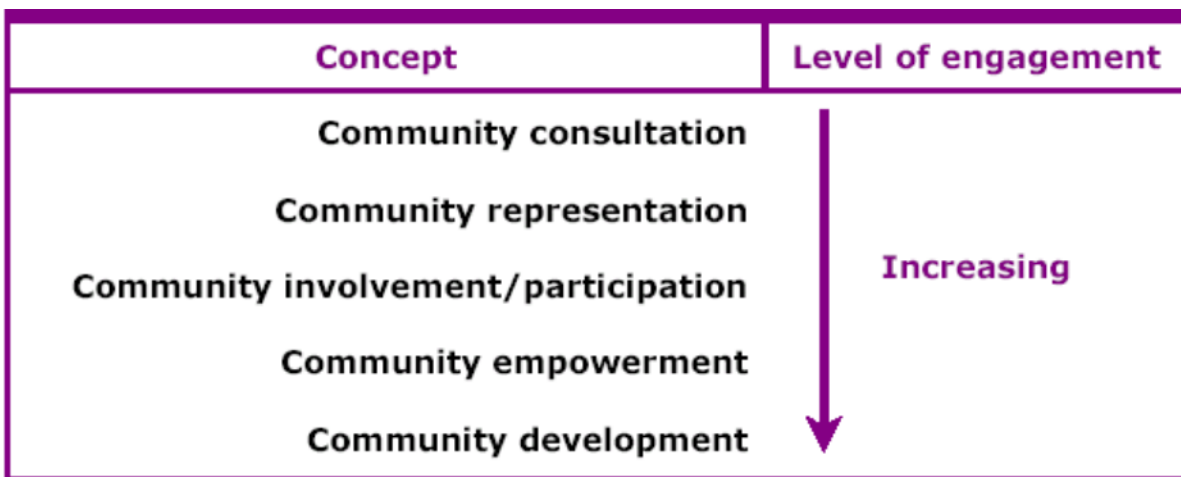 Concept Level of engagement
Community consultation
Community representation
Increasing
Community involvement/participation
Community empowerment
Community development